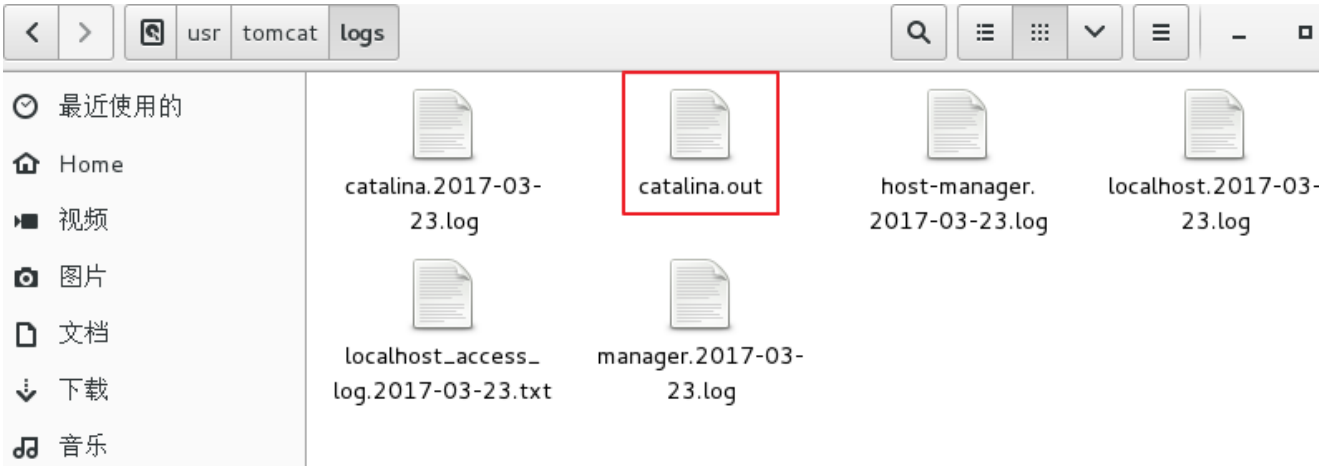 usr tomcat logs
最近使用的
Home
视频
图片
文档
下载
音乐
catalina.2017-03-
23.log
catalina.out
host-manager.
2017-03-23.log
localhost.2017-03-
23.log
localhost_access_
log.2017-03-23.txt
manager.2017-03-
23.log